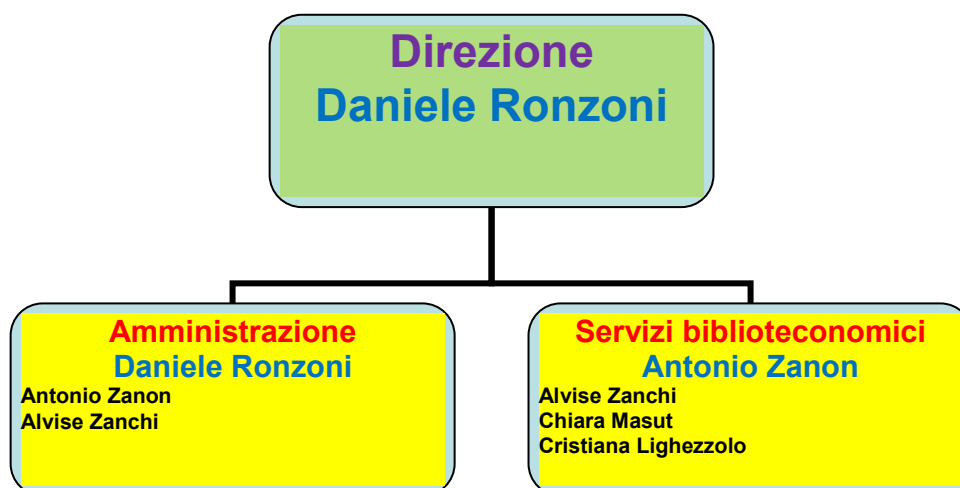 Direzione
Daniele Ronzoni
Amministrazione
Daniele Ronzoni
Antonio Zanon
Alvise Zanchi
Servizi biblioteconomici
Antonio Zanon
Alvise Zanchi
Chiara Masut
Cristiana Lighezzolo